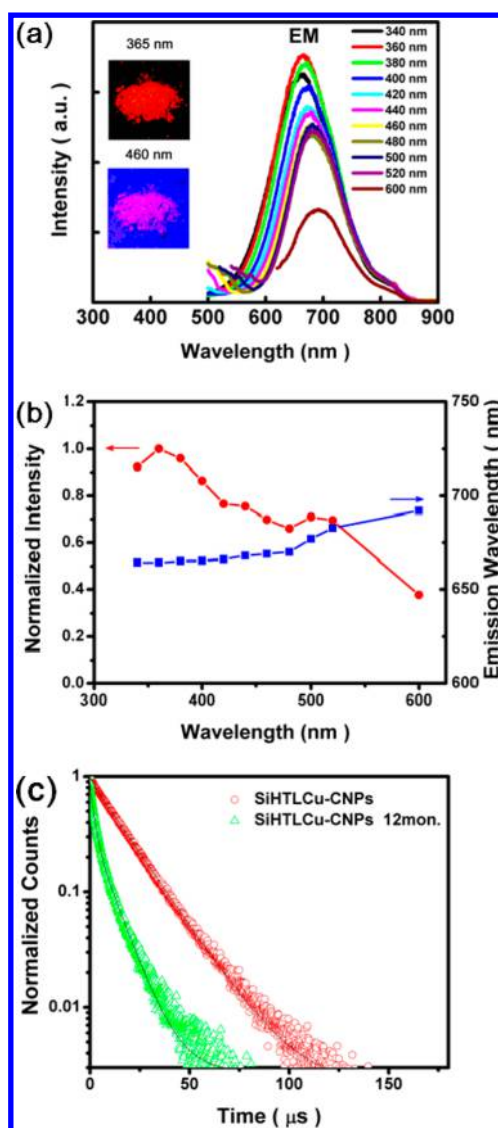 (a)
365 nm
460 nm
EM
340 nm
360 nm
380 nm
400 nm
420 nm
440 nm
460 nm
480 nm
500 nm
520 nm
600 nm
Intensity ( a.u. )
300 400 500 600 700 800 900
Wavelength (nm )
(b)
Normalized Intensity
1.2
1.0
0.8
0.6
0.4
0.2
0.0
750
700
650
600
Emission Wavelength ( nm)
300 400 500 600
Wavelength (nm )
(c)
Normalized Counts
1
0.1
0.01
SiHTLCu-CNPs
SiHTLCu-CNPs 12mon.
0 50 100 150
Time ( μs )